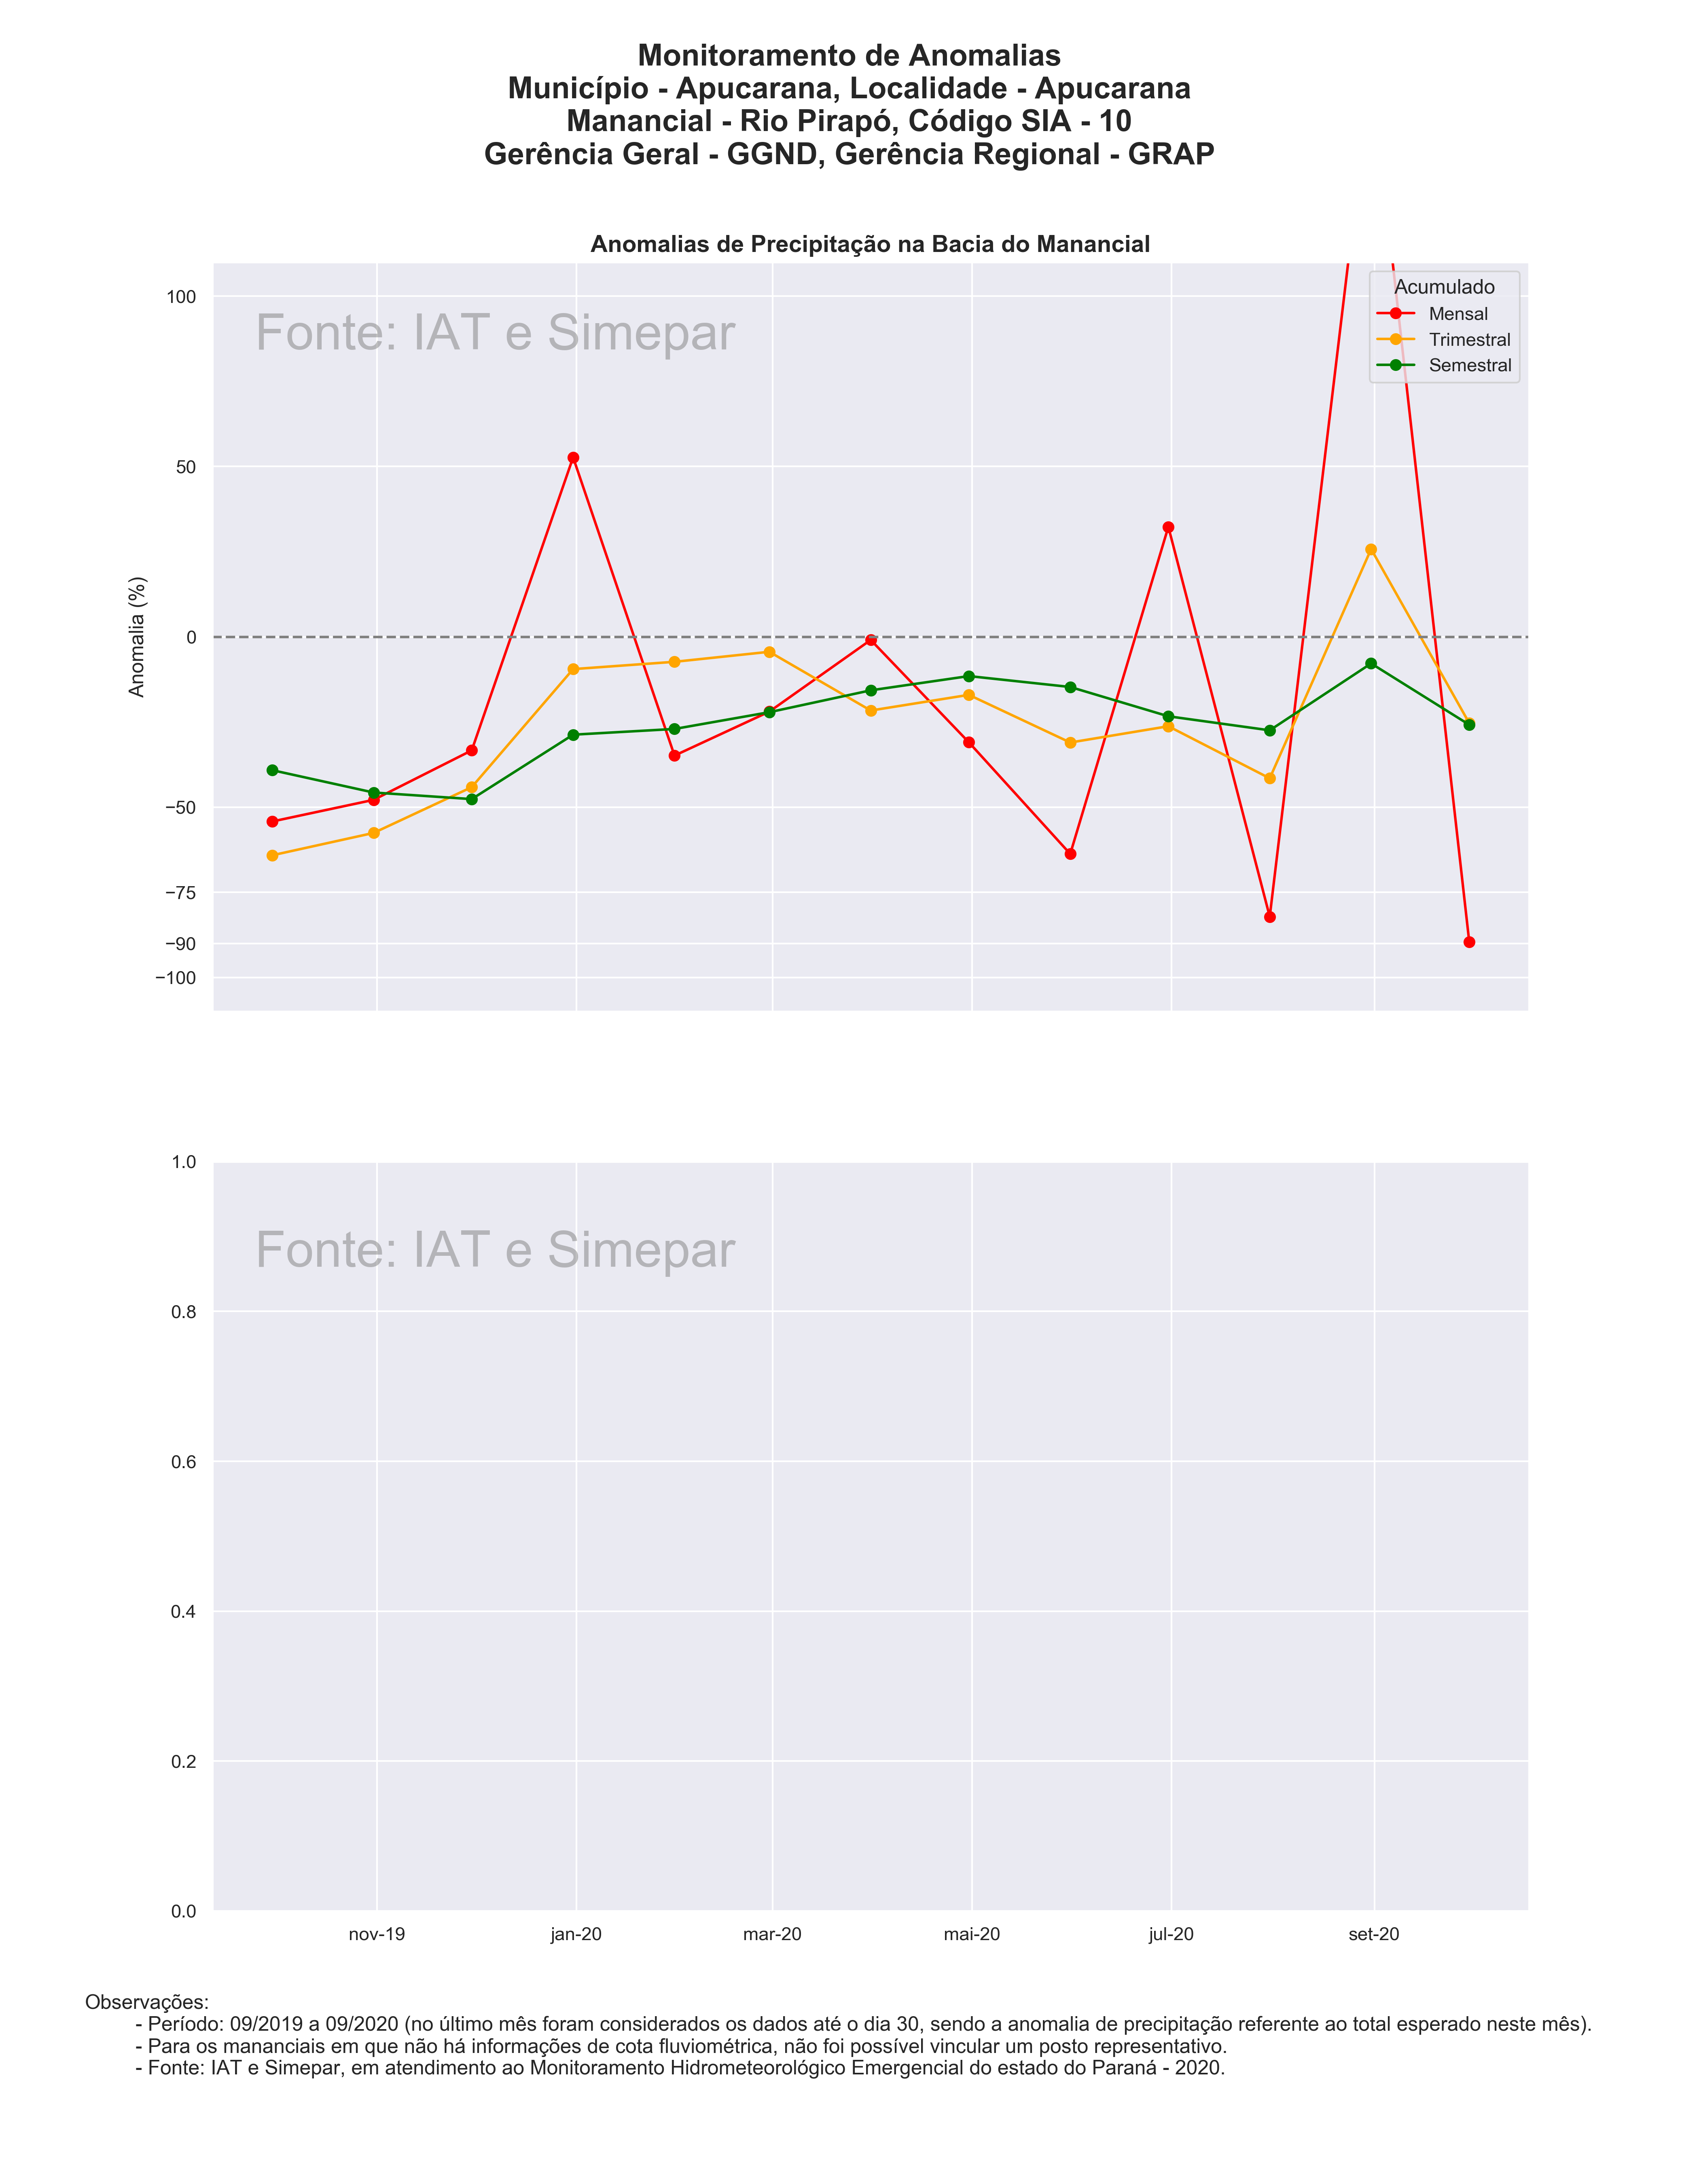 Monitoramento de Anomalias
Município - Apucarana, Localidade - Apucarana
Manancial - Rio Pirapó, Código SIA - 10
Gerência Geral - GGND, Gerência Regional - GRAP
Anomalias de Precipitação na Bacia do Manancial
Fonte: IAT e Simepar
Acumulado
Mensal
Trimestral
Semestral
Anomalia (%)
100
50
0
−50
−75
−90
−100
Fonte: IAT e Simepar
1.0
0.8
0.6
0.4
0.2
0.0
nov-19 jan-20 mar-20 mai-20 jul-20 set-20
Observações:
- Período: 09/2019 a 09/2020 (no último mês foram considerados os dados até o dia 30, sendo a anomalia de precipitação referente ao total esperado neste mês).
- Para os mananciais em que não há informações de cota fluviométrica, não foi possível vincular um posto representativo.
- Fonte: IAT e Simepar, em atendimento ao Monitoramento Hidrometeorológico Emergencial do estado do Paraná - 2020.